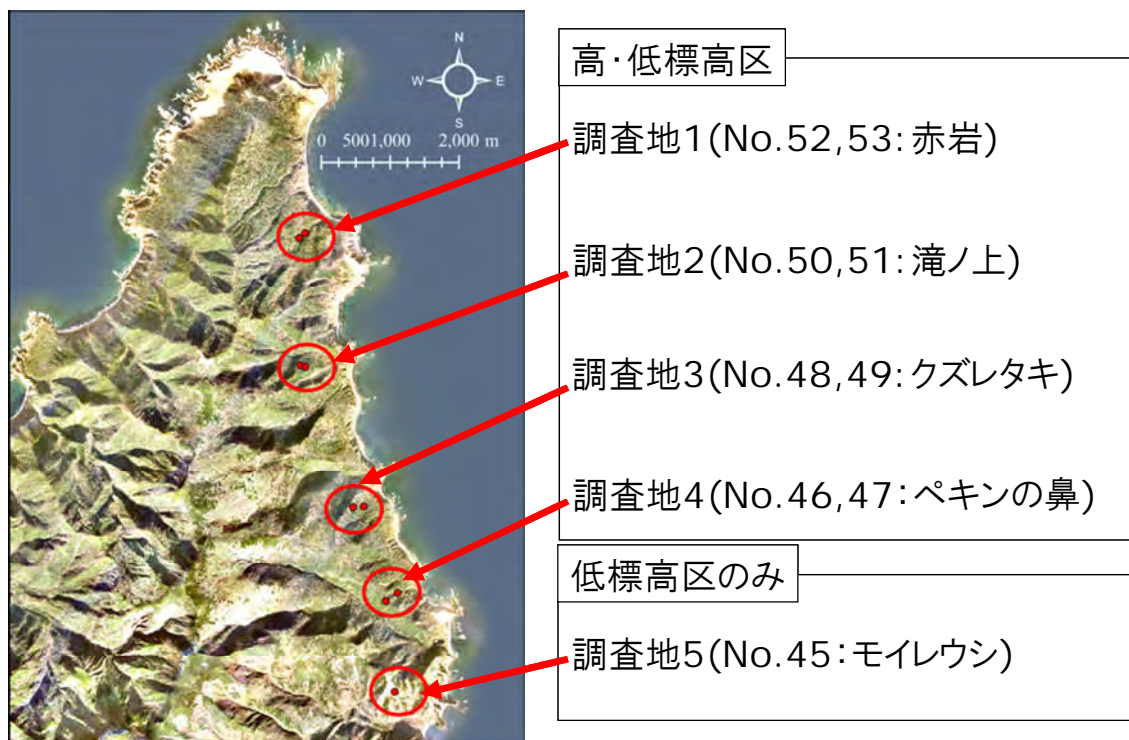 N
W E
S
0 5001,000 2,000 m
高・低標高区
調査地1(No.52,53:赤岩)
調査地2(No.50,51:滝ノ上)
調査地3(No.48,49:クズレタキ)
調査地4(No.46,47:ペキンの鼻)
低標高区のみ
調査地5(No.45:モイレウシ)